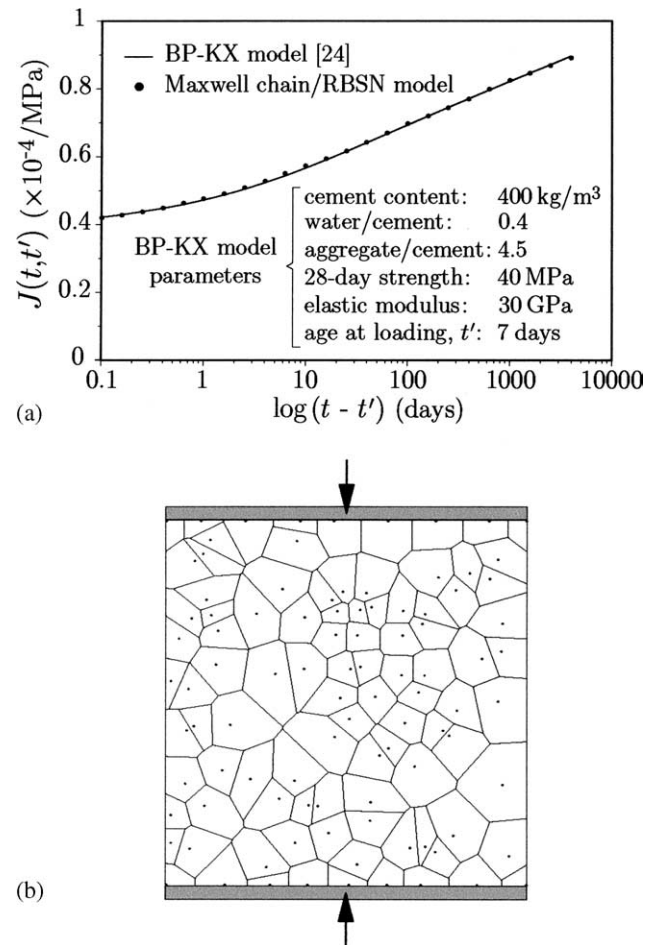 1
0.8
0.6
0.4
0.2
0
J(t,t′) (×10⁻⁴/MPa)
BP-KX model [24]
Maxwell chain/RBSN model
BP-KX model
parameters
cement content: 400 kg/m³
water/cement: 0.4
aggregate/cement: 4.5
28-day strength: 40 MPa
elastic modulus: 30 GPa
age at loading, t′: 7 days
0.1 1 10 100 1000 10000
log (t - t′) (days)
(a)
(b)